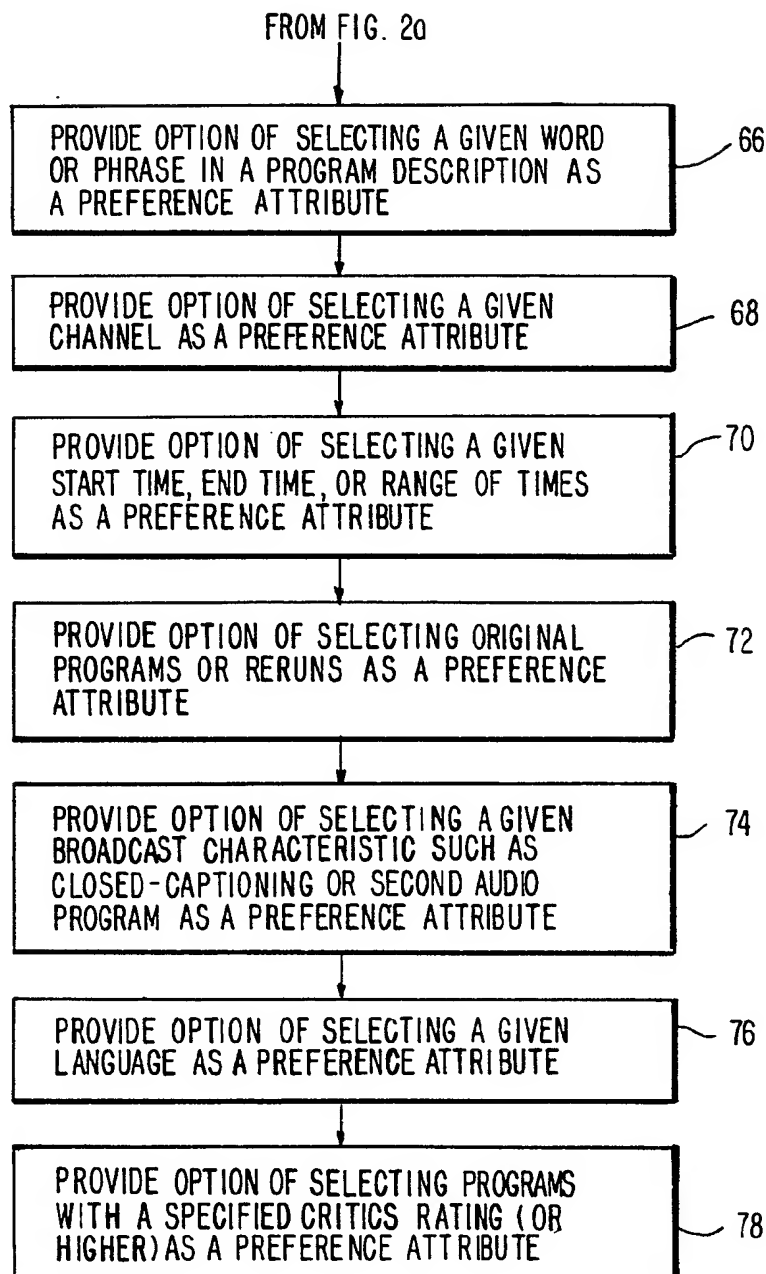 FROM FIG. 2a
PROVIDE OPTION OF SELECTING A GIVEN WORD
OR PHRASE IN A PROGRAM DESCRIPTION AS
A PREFERENCE ATTRIBUTE
66
PROVIDE OPTION OF SELECTING A GIVEN
CHANNEL AS A PREFERENCE ATTRIBUTE
68
PROVIDE OPTION OF SELECTING A GIVEN
START TIME, END TIME, OR RANGE OF TIMES
AS A PREFERENCE ATTRIBUTE
70
PROVIDE OPTION OF SELECTING ORIGINAL
PROGRAMS OR RERUNS AS A PREFERENCE
ATTRIBUTE
72
PROVIDE OPTION OF SELECTING A GIVEN
BROADCAST CHARACTERISTIC SUCH AS
CLOSED-CAPTIONING OR SECOND AUDIO
PROGRAM AS A PREFERENCE ATTRIBUTE
74
PROVIDE OPTION OF SELECTING A GIVEN
LANGUAGE AS A PREFERENCE ATTRIBUTE
76
PROVIDE OPTION OF SELECTING PROGRAMS
WITH A SPECIFIED CRITICS RATING (OR
HIGHER) AS A PREFERENCE ATTRIBUTE
78